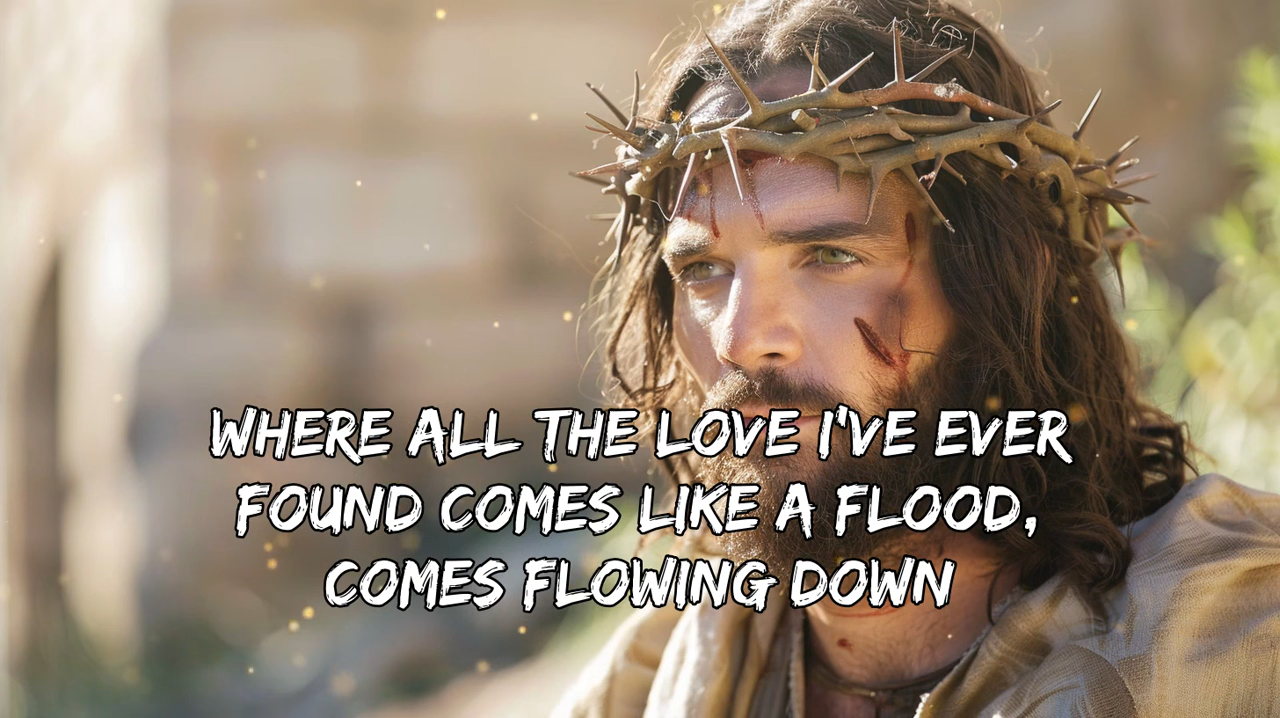 WHERE ALL THE LOVE I'VE EVER
FOUND COMES LIKE A FLOOD,
COMES FLOWING DOWN